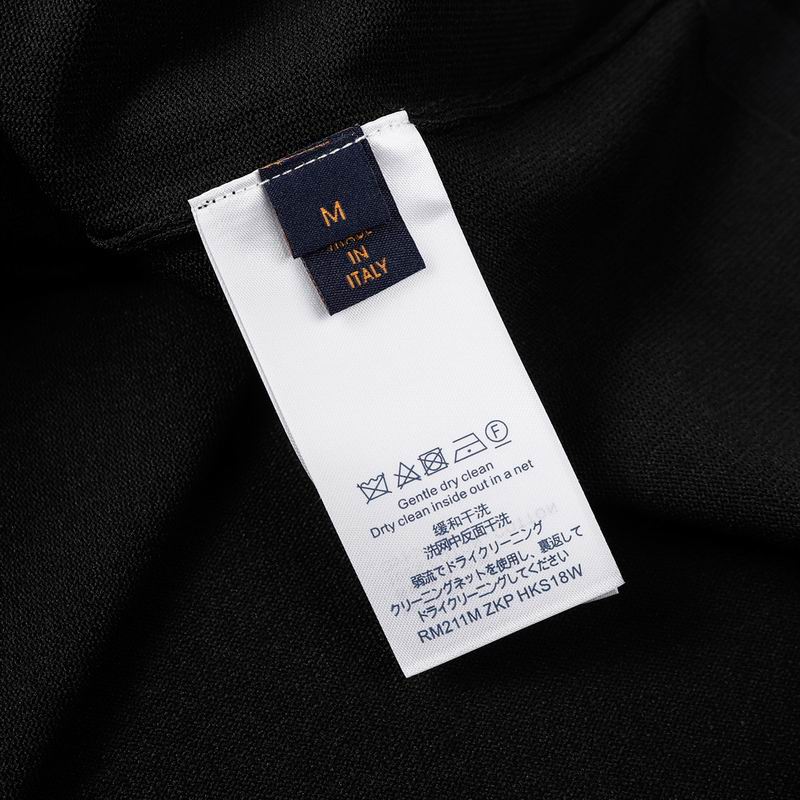 M
MADE
IN
ITALY
F
Gentle dry clean
Drty clean inside out in a net
缓和干洗
洗网中反面干洗
弱流でドライクリーニング
クリーニングネットを使用し、裏返して
ドライクリーニングしてください
RM211M ZKP HKS18W